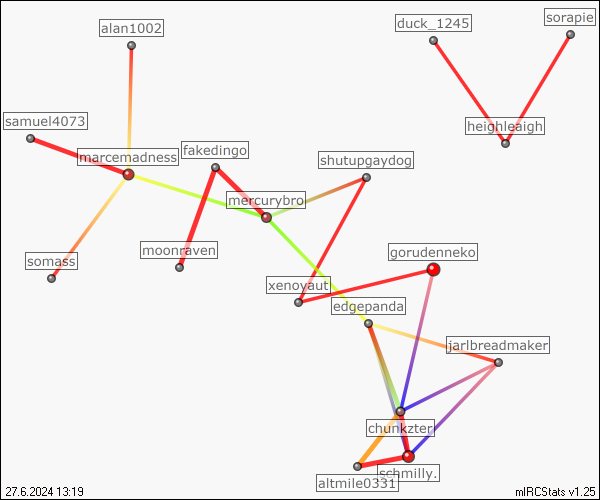 duck_1245
sorapie
alan1002
samuel4073
heighleaigh
marcemadness
fakedingo
shutupgaydog
mercurybro
moonraven
gorudenneko
somass
xenoyaut
edgepanda
jarlbreadmaker
chunkzter
schmilly.
altmile0331
27.6.2024 13:19
mIRCStats v1.25